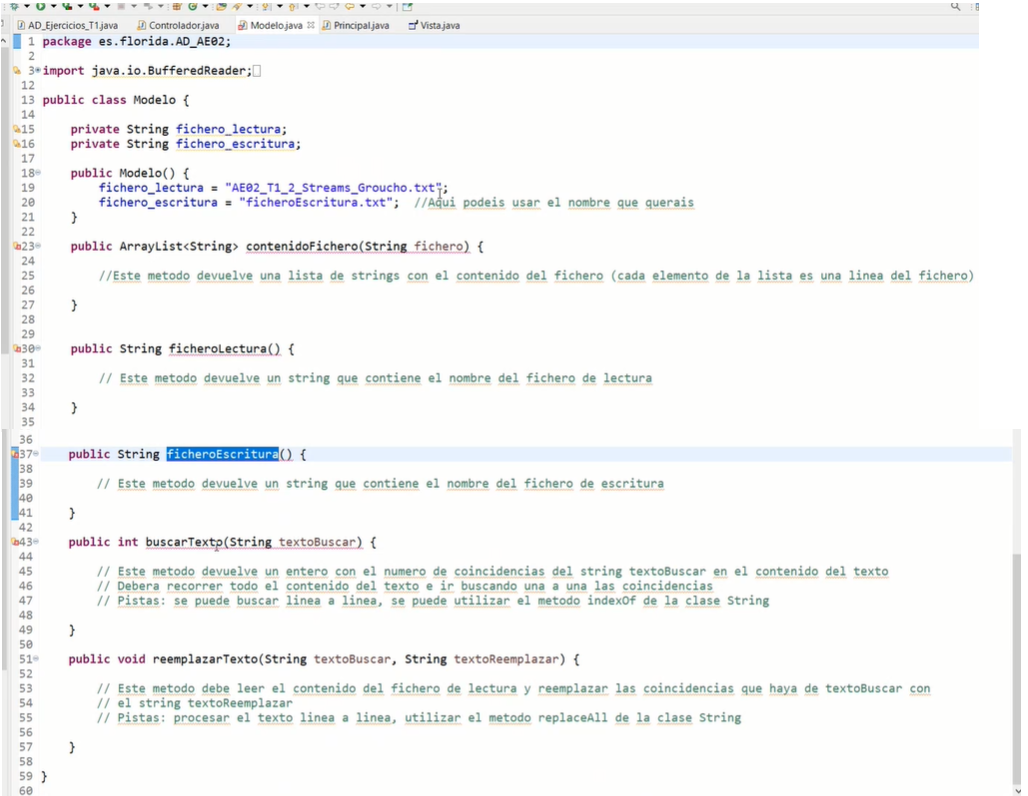 AD_Ejercicios_T1.java Controlador.java Modelo.java Principal.java Vista.java
1 package es.florida.AD_AE02;
2
3 import java.io.BufferedReader;
12
13 public class Modelo {
14
15 private String fichero_lectura;
16 private String fichero_escritura;
17
18 public Modelo() {
19 fichero_lectura = "AE02_T1_2_Streams_Groucho.txt";
20 fichero_escritura = "ficheroEscritura.txt"; //Aqui podeis usar el nombre que querais
21 }
22
23 public ArrayList<String> contenidoFichero(String fichero) {
24
25 //Este metodo devuelve una lista de strings con el contenido del fichero (cada elemento de la lista es una linea del fichero)
26
27 }
28
29
30 public String ficheroLectura() {
31
32 // Este metodo devuelve un string que contiene el nombre del fichero de lectura
33
34 }
35
36
37 public String ficheroEscritura() {
38
39 // Este metodo devuelve un string que contiene el nombre del fichero de escritura
40
41 }
42
43 public int buscarTexto(String textoBuscar) {
44
45 // Este metodo devuelve un entero con el numero de coincidencias del string textoBuscar en el contenido del texto
46 // Debera recorrer todo el contenido del texto e ir buscando una a una las coincidencias
47 // Pistas: se puede buscar linea a linea, se puede utilizar el metodo indexOf de la clase String
48
49 }
50
51 public void reemplazarTexto(String textoBuscar, String textoReemplazar) {
52
53 // Este metodo debe leer el contenido del fichero de lectura y reemplazar las coincidencias que haya de textoBuscar con
54 // el string textoReemplazar
55 // Pistas: procesar el texto linea a linea, utilizar el metodo replaceAll de la clase String
56
57 }
58
59 }
60